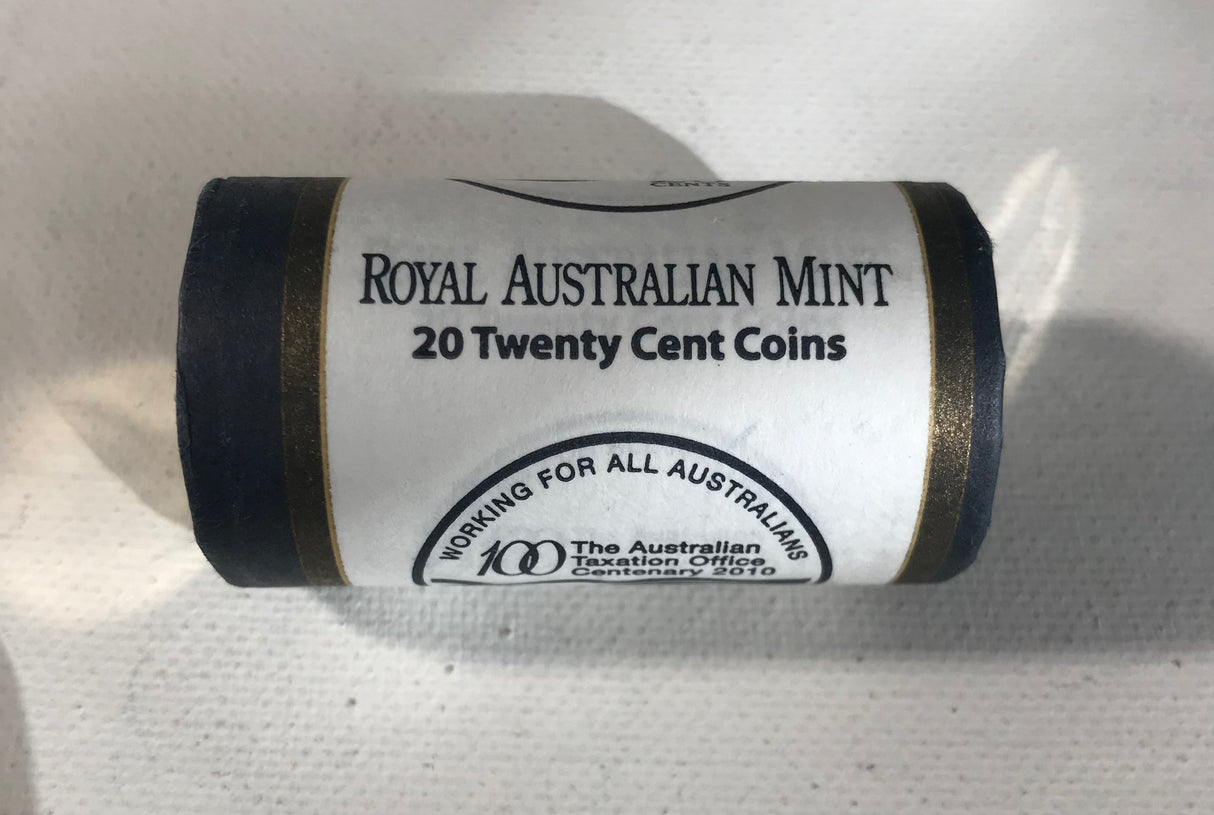 CENTS
ROYAL AUSTRALIAN MINT
20 Twenty Cent Coins
WORKING FOR ALL AUSTRALIANS
100 The Australian
Taxation Office
Centenary 2010